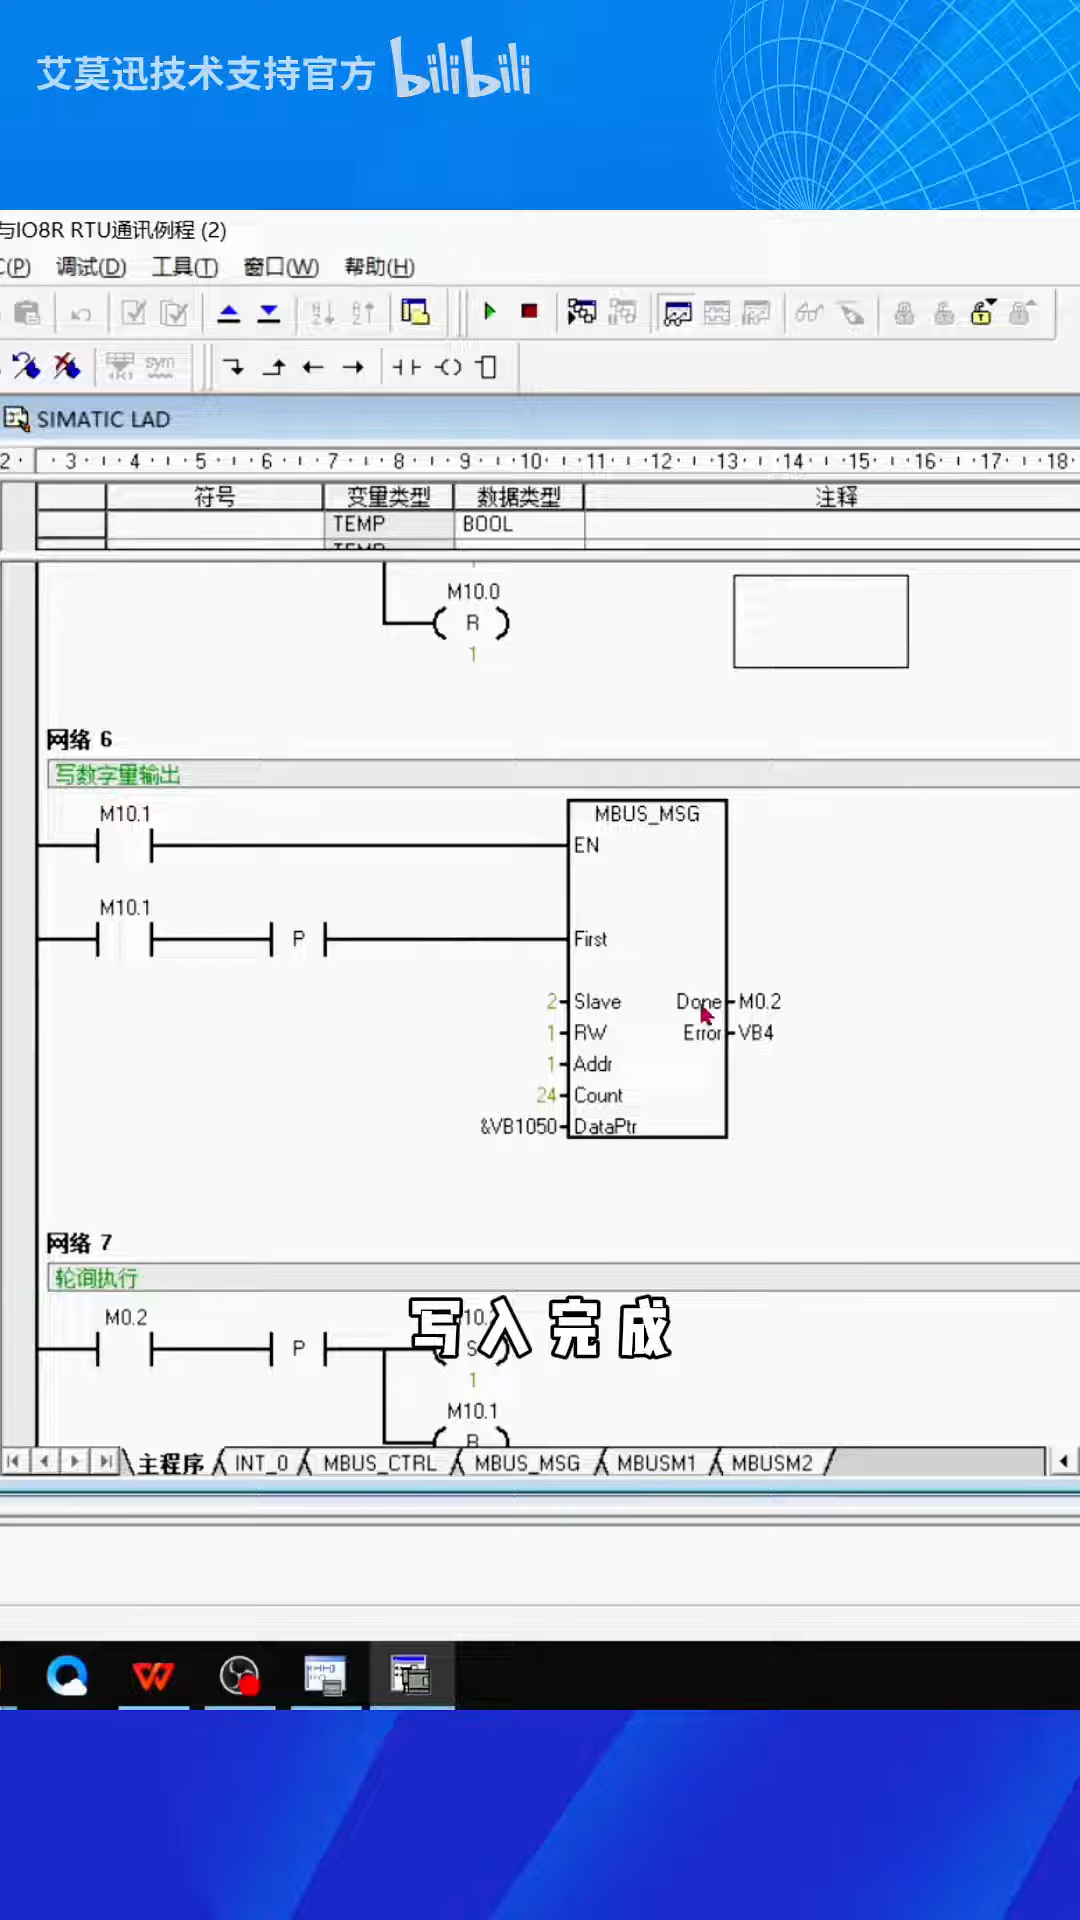 艾莫迅技术支持官方 bilibili
与IO8R RTU通讯例程 (2)
(P) 调试(D) 工具(T) 窗口(W) 帮助(H)
sym
SIMATIC LAD
2 3 4 5 6 7 8 9 10 11 12 13 14 15 16 17 18
符号 变量类型 数据类型 注释
TEMP BOOL
TEMP
M10.0
R
1
网络 6
写数字量输出
M10.1 MBUS_MSG
EN
M10.1
P First
2 Slave Done M0.2
1 RW Error VB4
1 Addr
24 Count
&VB1050 DataPtr
网络 7
轮询执行
M0.2
P S
写入完成
1
M10.1
R
主程序 INT_0 MBUS_CTRL MBUS_MSG MBUSM1 MBUSM2